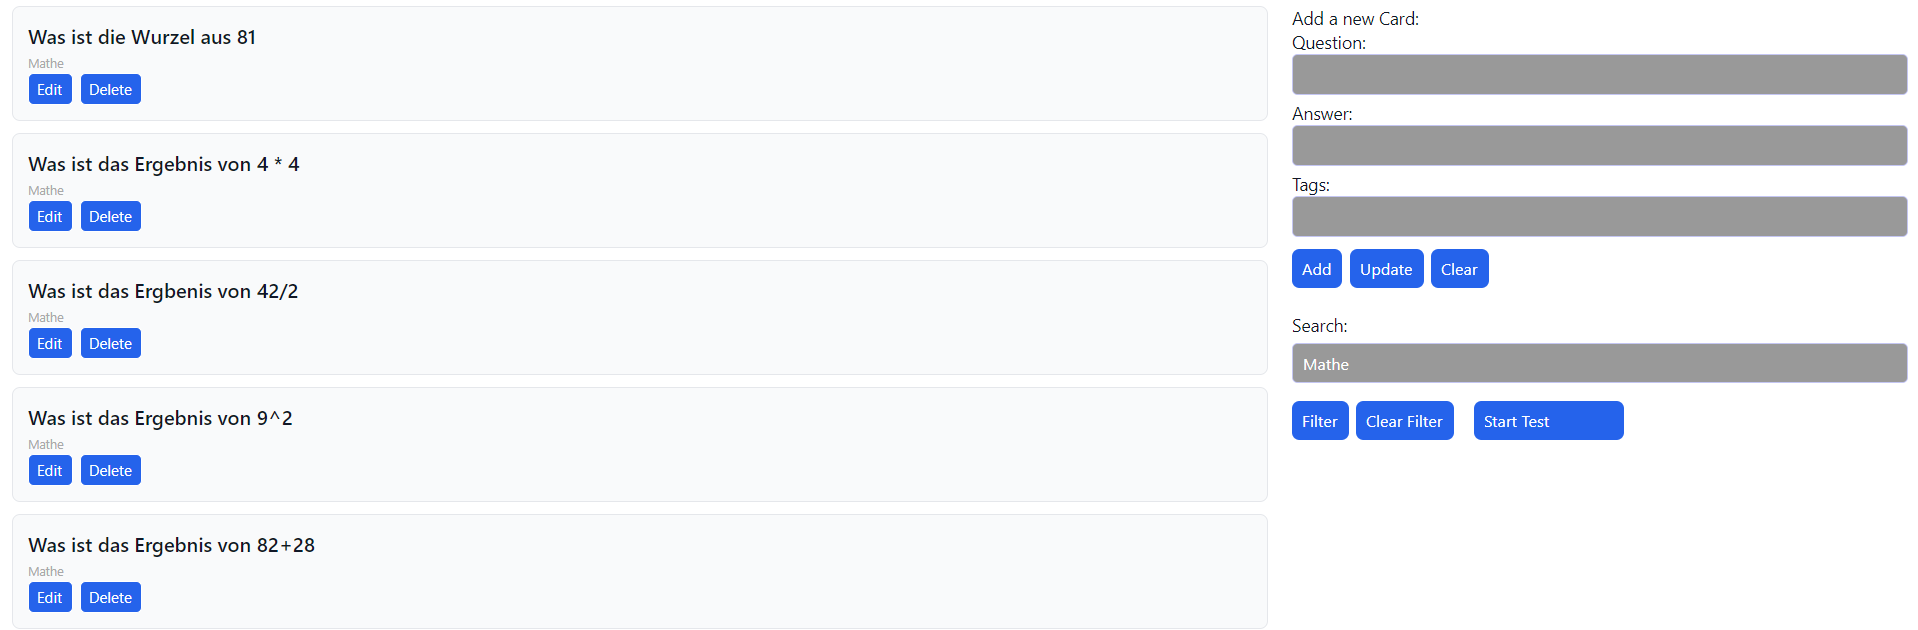 Was ist die Wurzel aus 81
Mathe
Edit Delete
Was ist das Ergebnis von 4 * 4
Mathe
Edit Delete
Was ist das Ergbenis von 42/2
Mathe
Edit Delete
Was ist das Ergebnis von 9^2
Mathe
Edit Delete
Was ist das Ergebnis von 82+28
Mathe
Edit Delete
Add a new Card:
Question:
Answer:
Tags:
Add Update Clear
Search:
Mathe
Filter Clear Filter Start Test